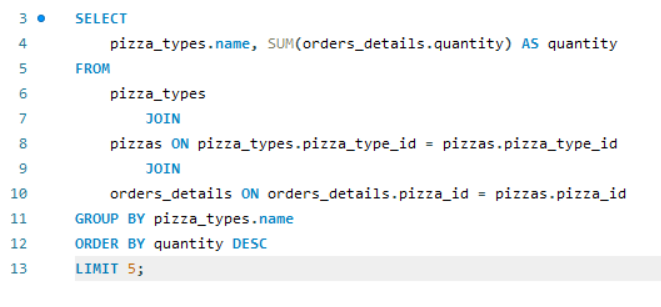 3 SELECT
4 pizza_types.name, SUM(orders_details.quantity) AS quantity
5 FROM
6 pizza_types
7 JOIN
8 pizzas ON pizza_types.pizza_type_id = pizzas.pizza_type_id
9 JOIN
10 orders_details ON orders_details.pizza_id = pizzas.pizza_id
11 GROUP BY pizza_types.name
12 ORDER BY quantity DESC
13 LIMIT 5;